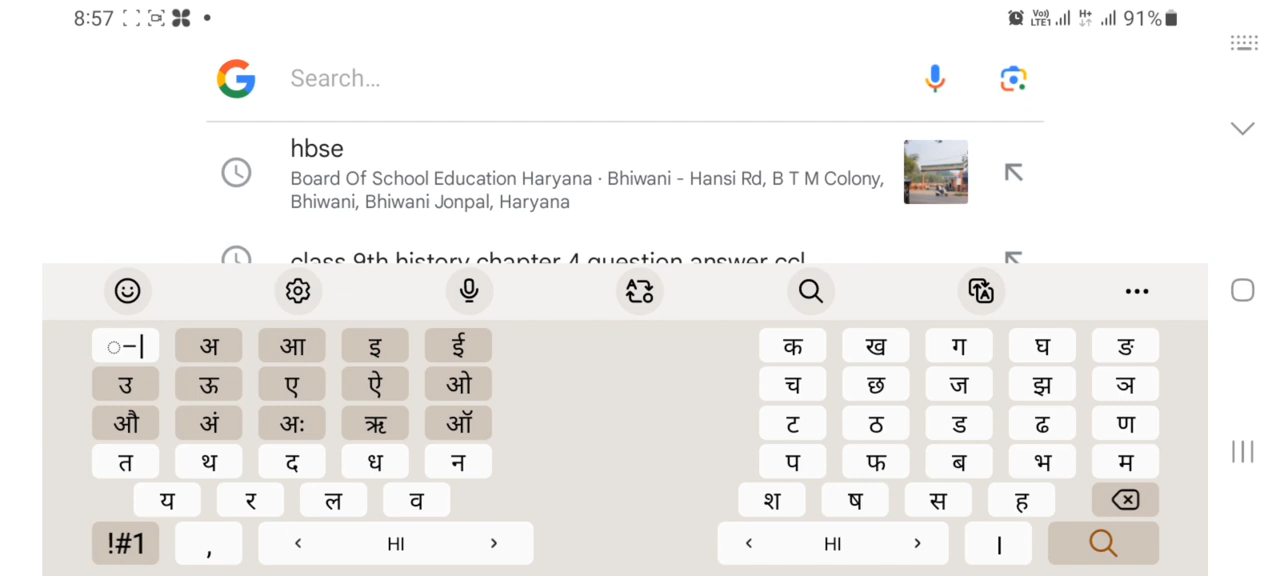 8:57 VoLTE1 H+ 91%
Search...
hbse
Board Of School Education Haryana · Bhiwani - Hansi Rd, B T M Colony,
Bhiwani, Bhiwani Jonpal, Haryana
class 9th history chapter 4 question answer ccl
अ आ इ ई क ख ग घ ङ
उ ऊ ए ऐ ओ च छ ज झ ञ
औ अं अः ऋ ऑ ट ठ ड ढ ण
त थ द ध न प फ ब भ म
य र ल व श ष स ह
!#1 , < HI > < HI > ।